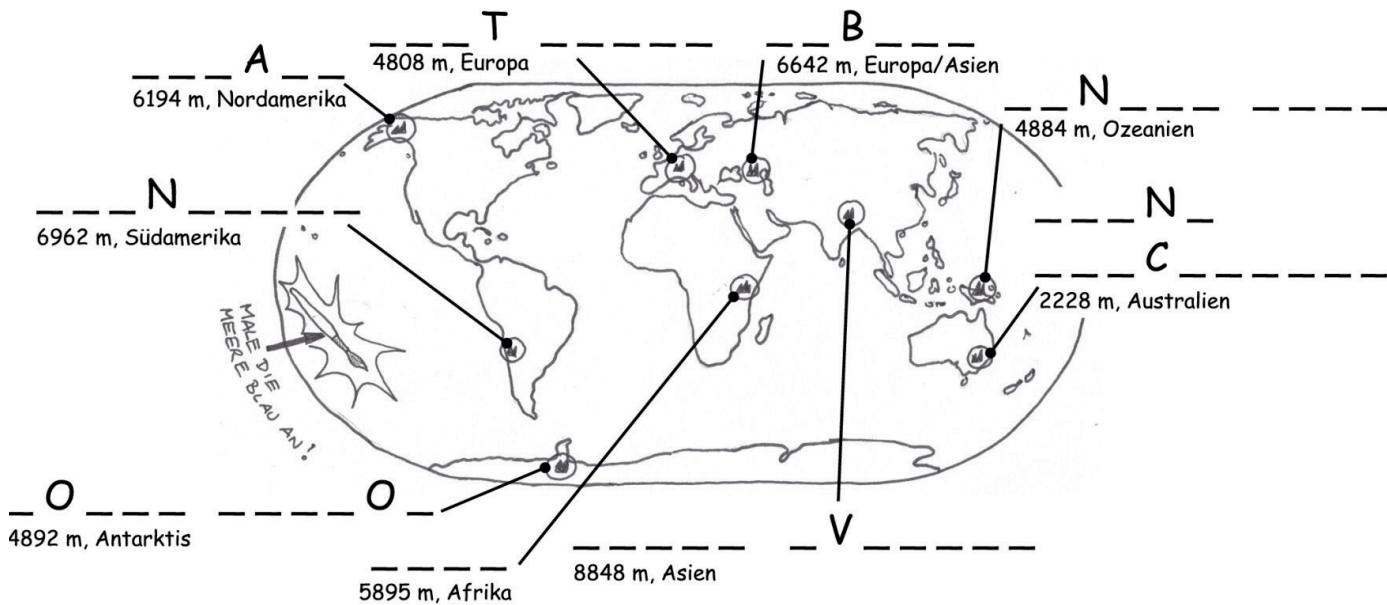 T
4808 m, Europa
B
6642 m, Europa/Asien
A
6194 m, Nordamerika
N
4884 m, Ozeanien
N
6962 m, Südamerika
N
C
2228 m, Australien
MALE DIE
MEERE BLAU AN!
O O
4892 m, Antarktis
V
8848 m, Asien
5895 m, Afrika